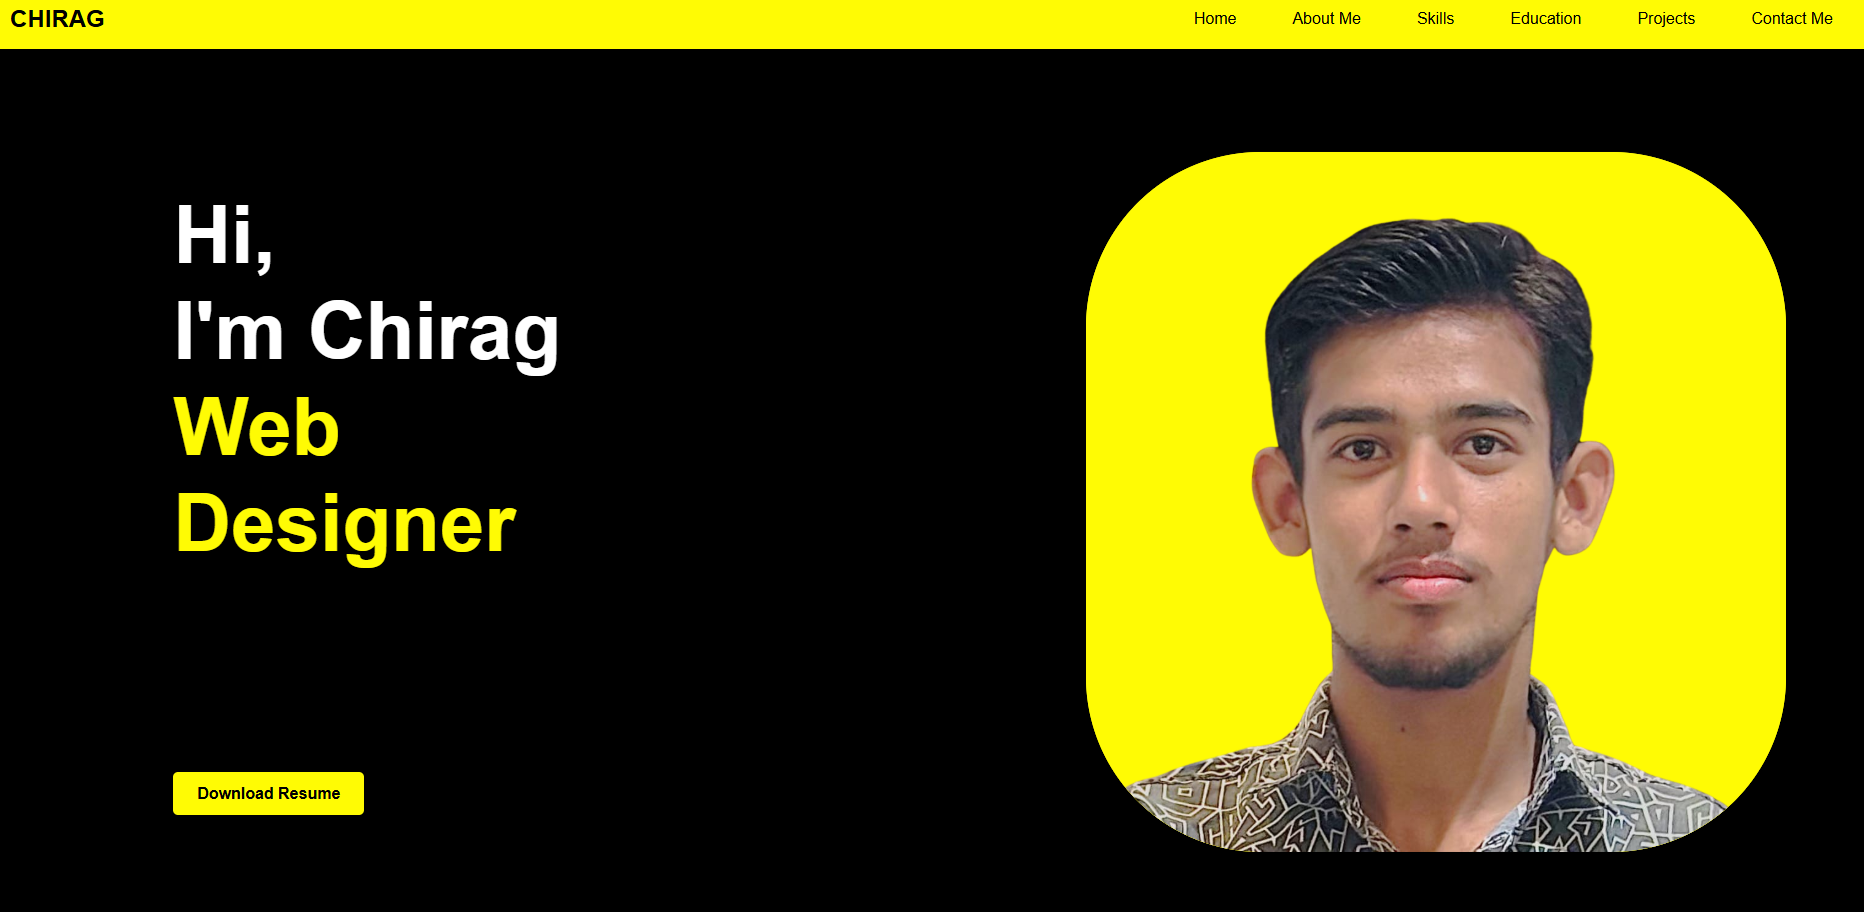 CHIRAG
Home About Me Skills Education Projects Contact Me
Hi,
I'm Chirag
Web
Designer
Download Resume